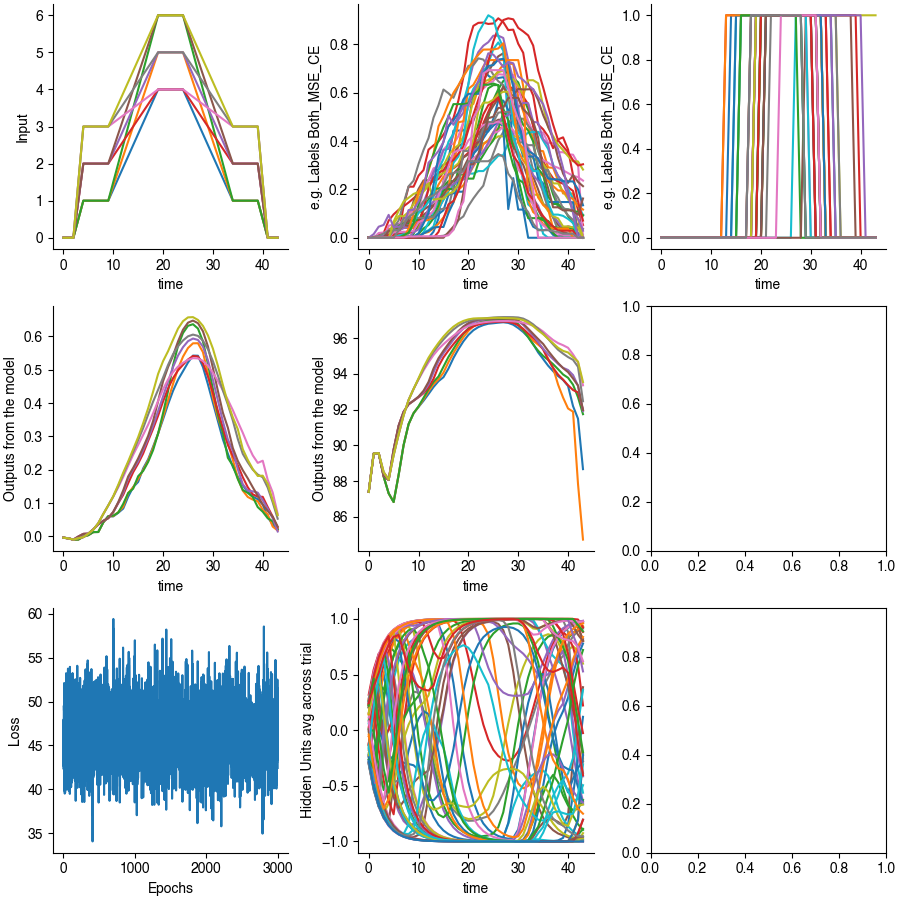 Input
6
5
4
3
2
1
0
0 10 20 30 40
time
e.g. Labels Both_MSE_CE
0.8
0.6
0.4
0.2
0.0
0 10 20 30 40
time
e.g. Labels Both_MSE_CE
1.0
0.8
0.6
0.4
0.2
0.0
0 10 20 30 40
time
Outputs from the model
0.6
0.5
0.4
0.3
0.2
0.1
0.0
0 10 20 30 40
time
Outputs from the model
96
94
92
90
88
86
0 10 20 30 40
time
1.0
0.8
0.6
0.4
0.2
0.0
0.0 0.2 0.4 0.6 0.8 1.0
Loss
60
55
50
45
40
35
0 1000 2000 3000
Epochs
Hidden Units avg across trial
1.0
0.5
0.0
−0.5
−1.0
0 10 20 30 40
time
1.0
0.8
0.6
0.4
0.2
0.0
0.0 0.2 0.4 0.6 0.8 1.0